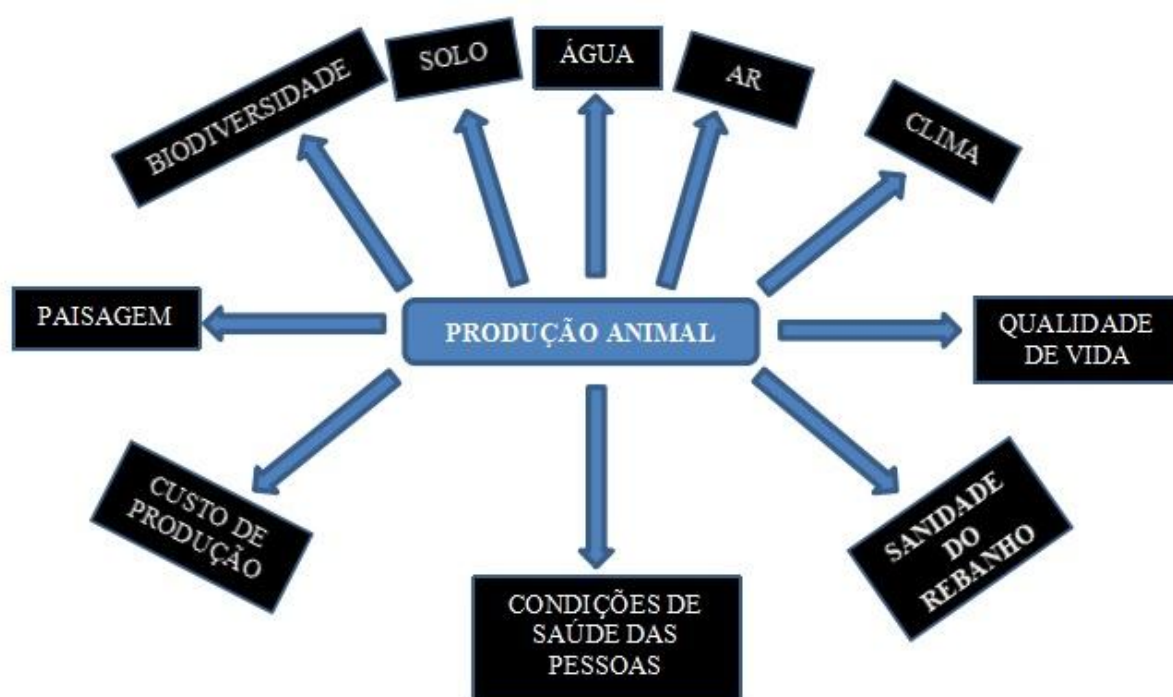 BIODIVERSIDADE
SOLO
ÁGUA
AR
CLIMA
PAISAGEM
PRODUÇÃO ANIMAL
QUALIDADE
DE VIDA
CUSTO DE
PRODUÇÃO
CONDIÇÕES DE
SAÚDE DAS
PESSOAS
SANIDADE
DO
REBANHO